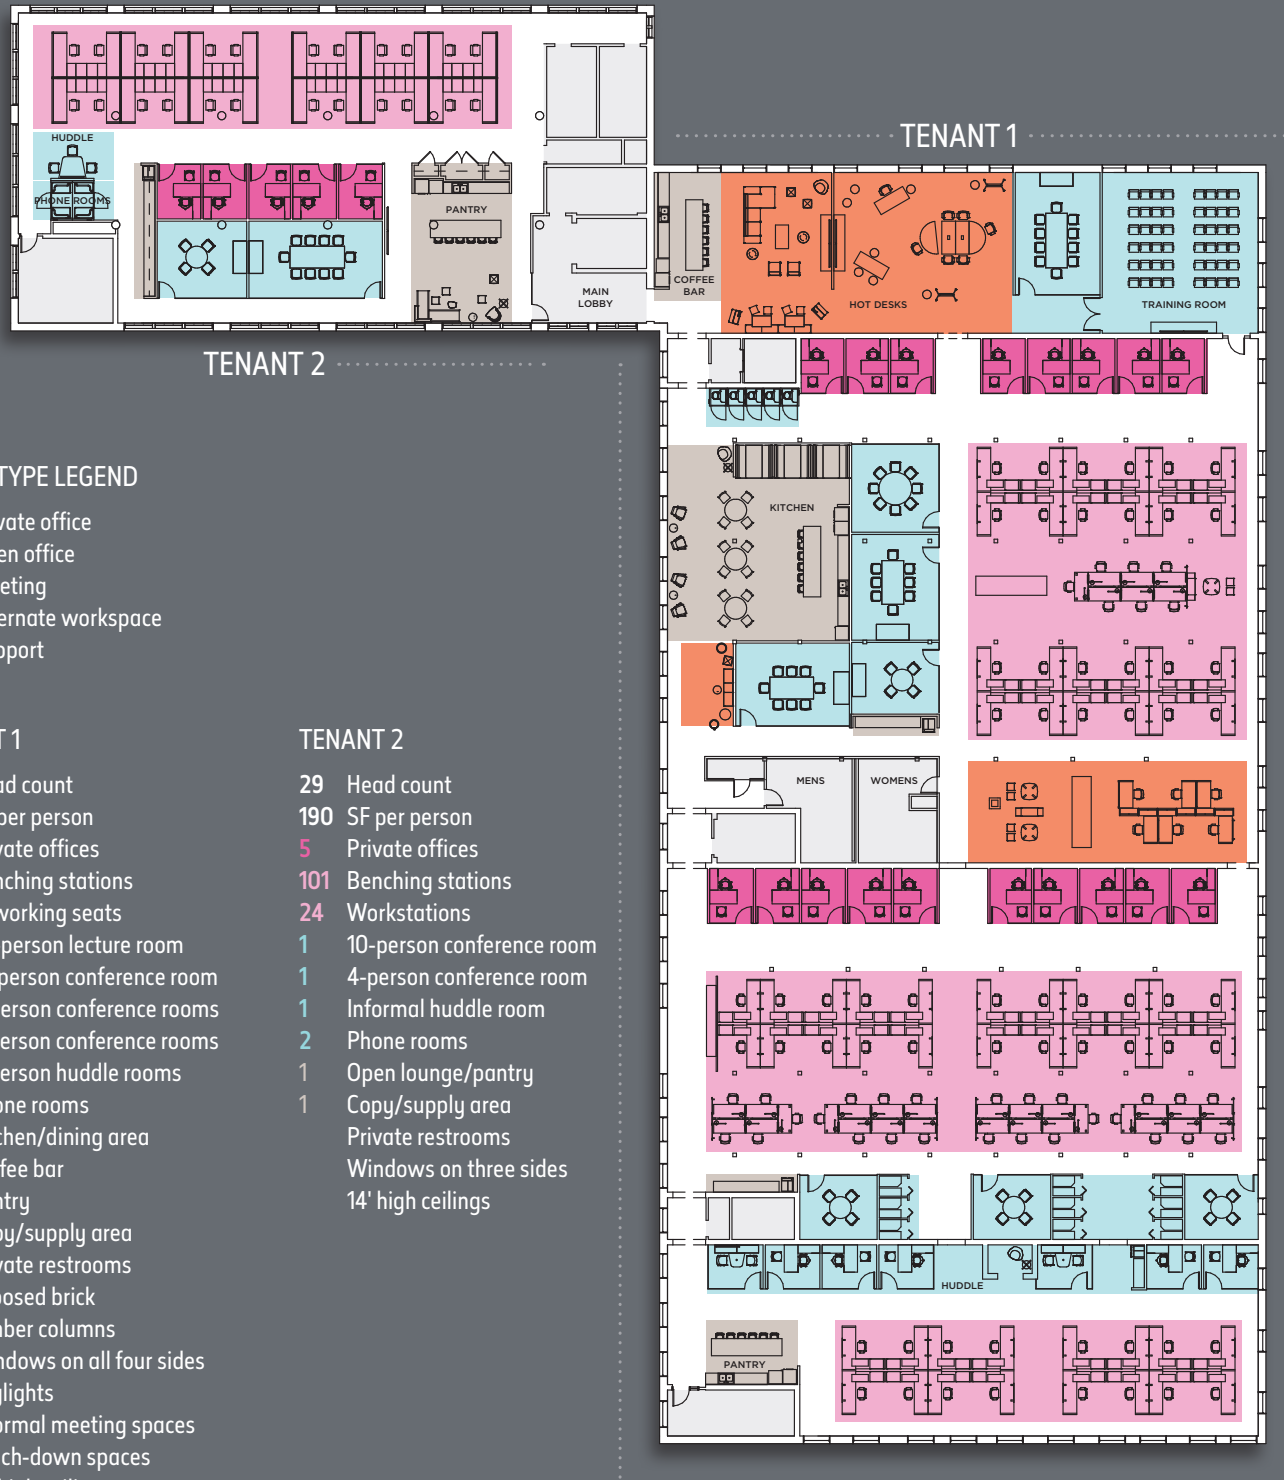 HUDDLE
PHONE ROOMS
PANTRY
MAIN
LOBBY
TENANT 1
COFFEE
BAR
HOT DESKS
TRAINING ROOM
TENANT 2
KITCHEN
MENS
WOMENS
HUDDLE
PANTRY
TYPE LEGEND
vate office
en office
eting
ernate workspace
pport
T 1
ad count
per person
vate offices
nching stations
working seats
person lecture room
person conference room
erson conference rooms
erson conference rooms
erson huddle rooms
one rooms
chen/dining area
fee bar
ntry
py/supply area
vate restrooms
posed brick
mber columns
ndows on all four sides
ylights
ormal meeting spaces
ch-down spaces
TENANT 2
29 Head count
190 SF per person
5 Private offices
101 Benching stations
24 Workstations
1 10-person conference room
1 4-person conference room
1 Informal huddle room
2 Phone rooms
1 Open lounge/pantry
1 Copy/supply area
Private restrooms
Windows on three sides
14' high ceilings